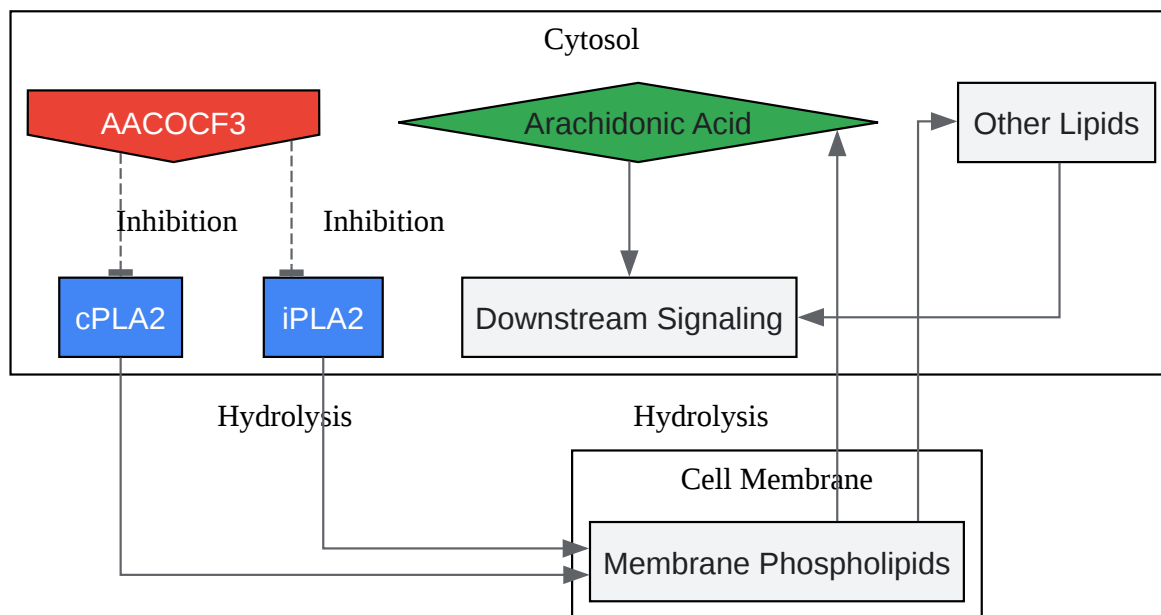 Cytosol
AACOCF3
Arachidonic Acid
Other Lipids
Inhibition
Inhibition
cPLA2
iPLA2
Downstream Signaling
Hydrolysis
Hydrolysis
Cell Membrane
Membrane Phospholipids